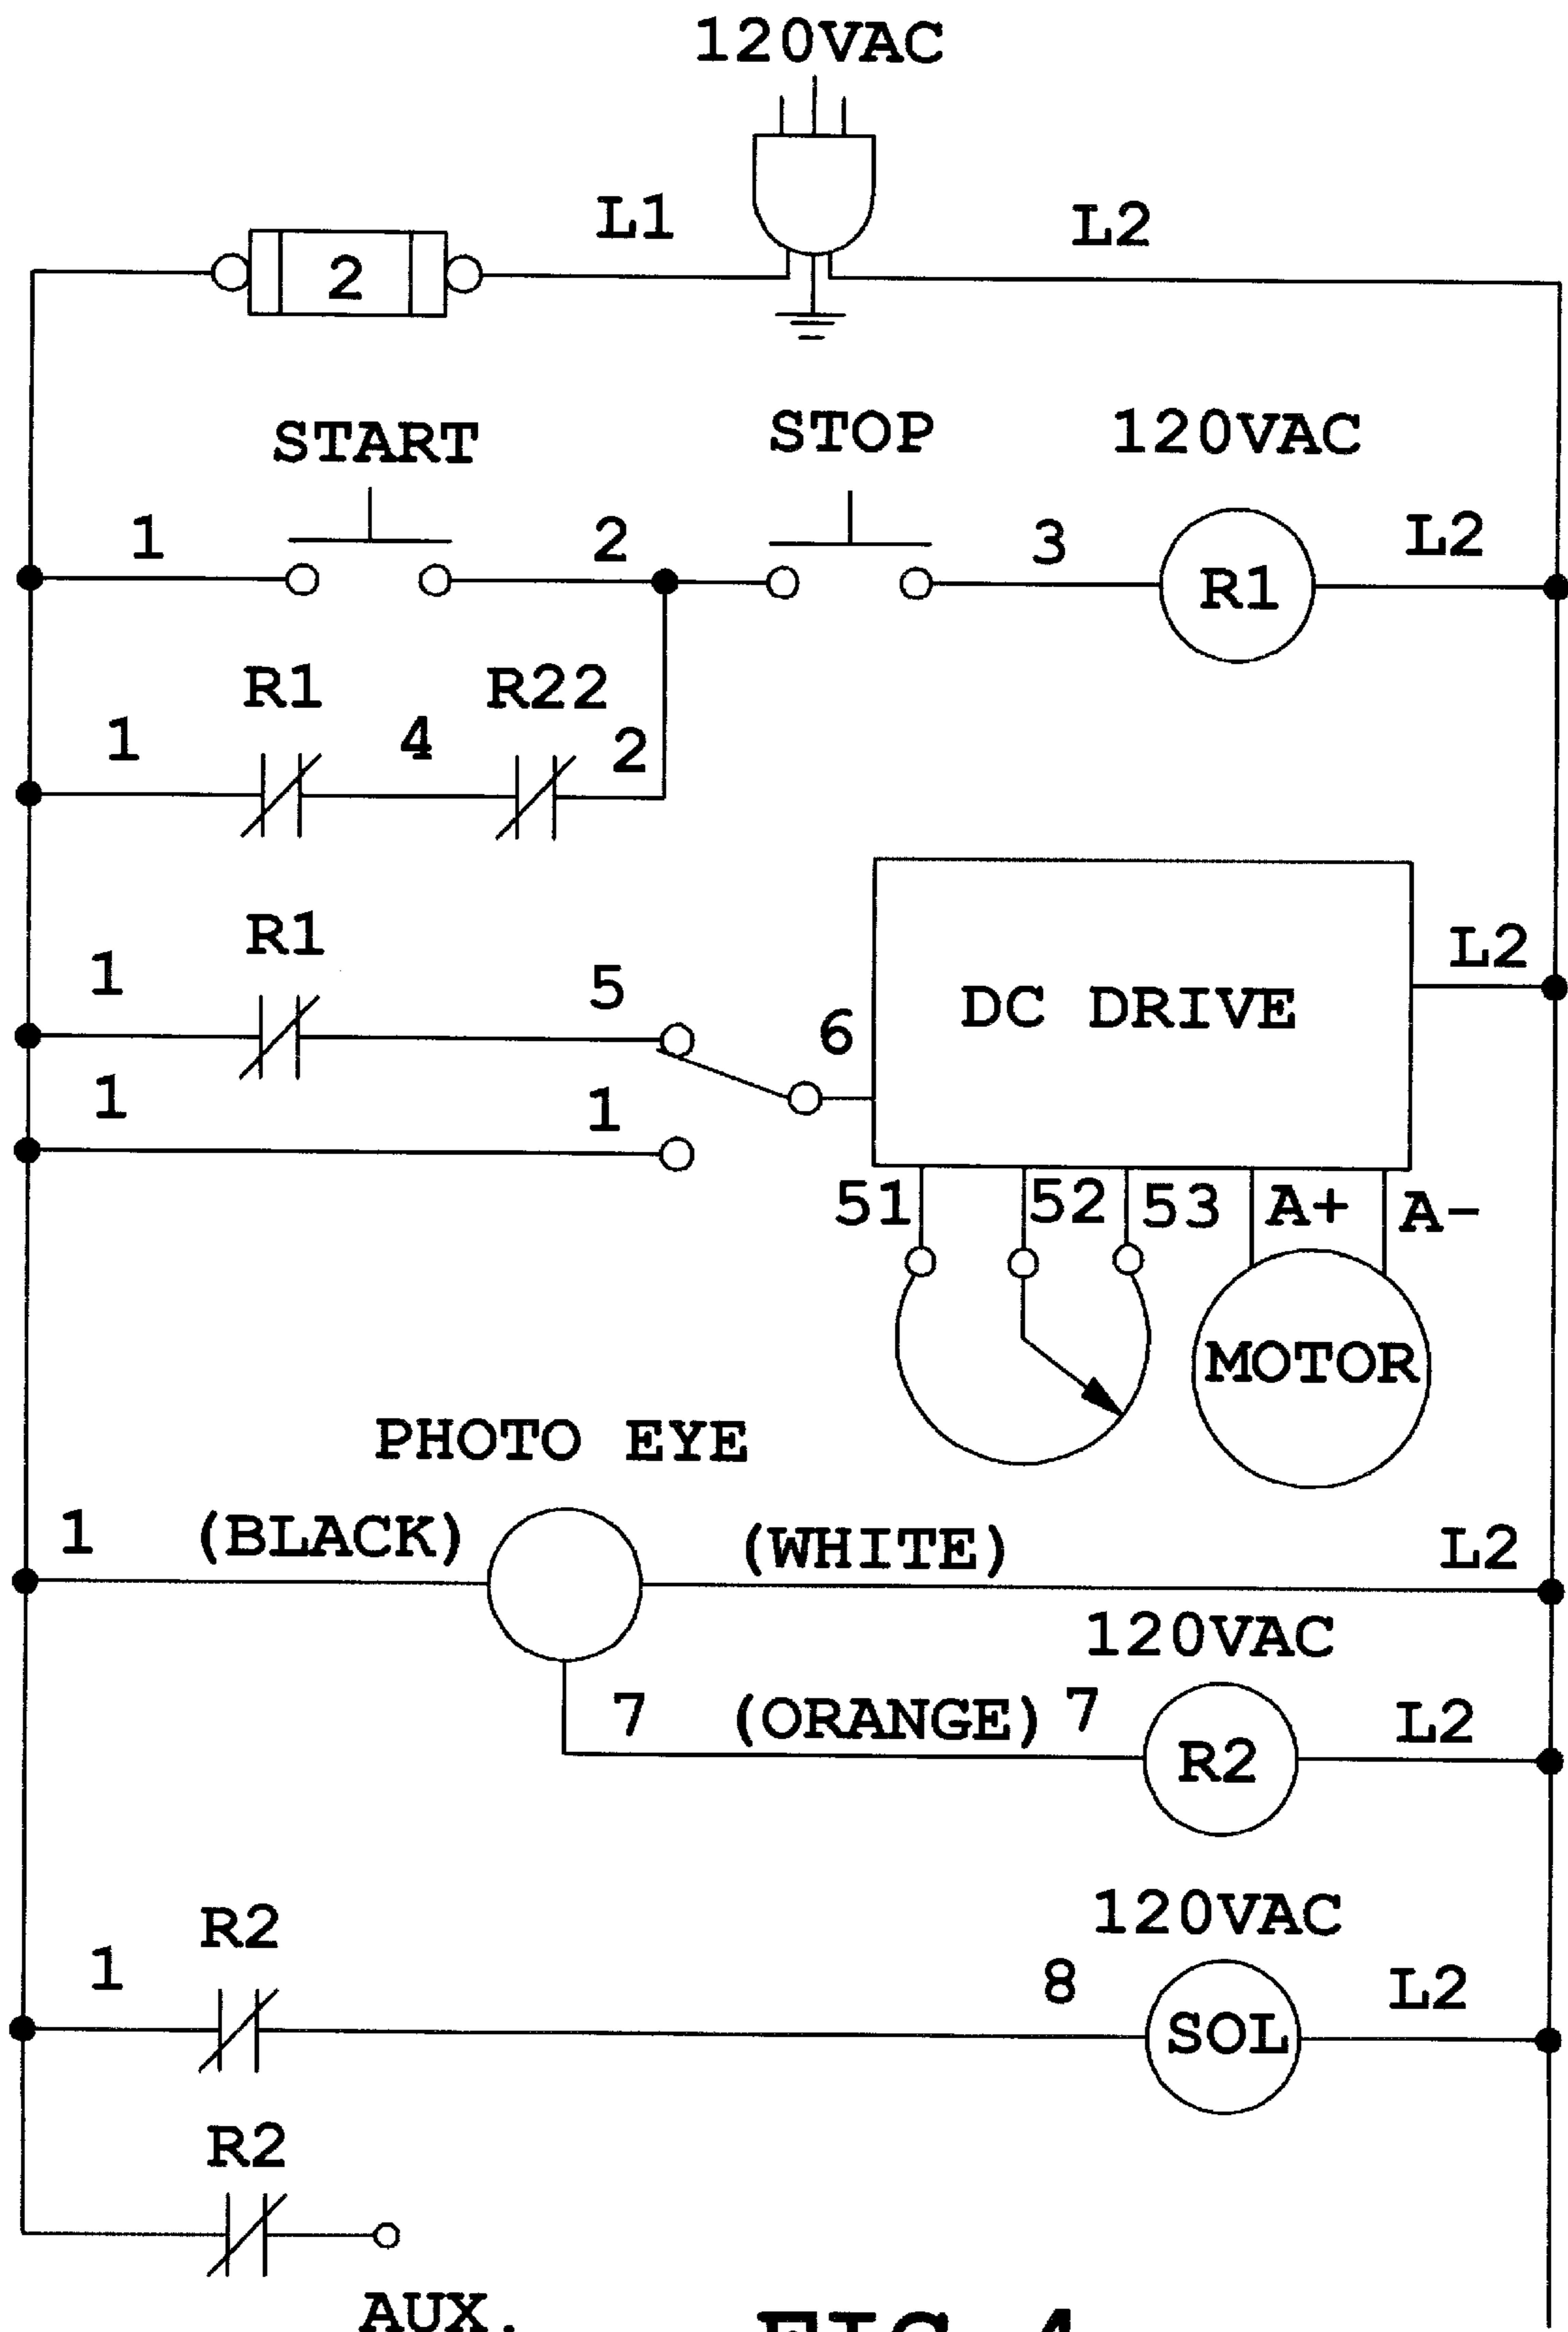 120VAC
L1
L2
2
START
STOP
120VAC
1
2
3
R1
L2
R1
R22
1
4
2
R1
1
5
6
DC DRIVE
L2
1
1
51
52
53
A+
A-
MOTOR
PHOTO EYE
1
(BLACK)
(WHITE)
L2
120VAC
7
(ORANGE)
7
R2
L2
120VAC
R2
1
8
SOL
L2
R2
AUX.
FIG. 4